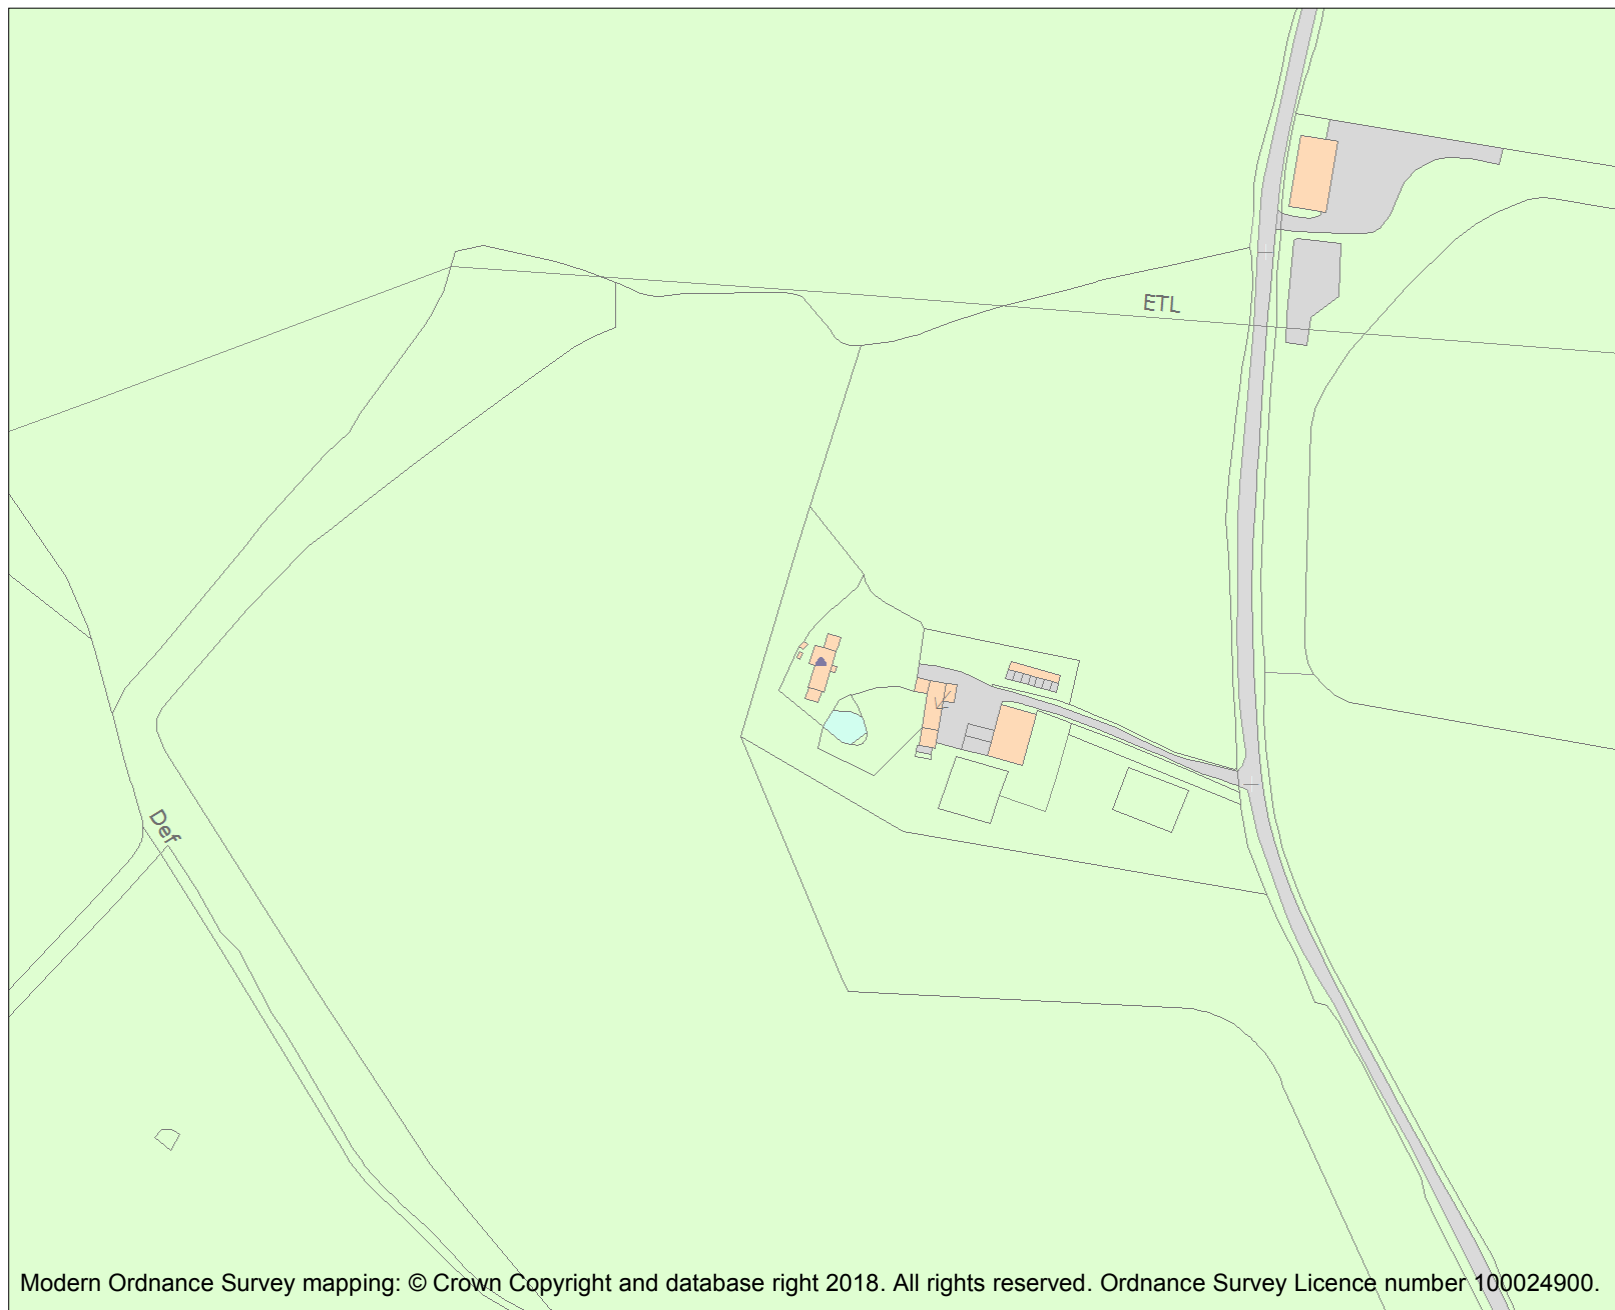 ETL
Def
Modern Ordnance Survey mapping: © Crown Copyright and database right 2018. All rights reserved. Ordnance Survey Licence number 100024900.